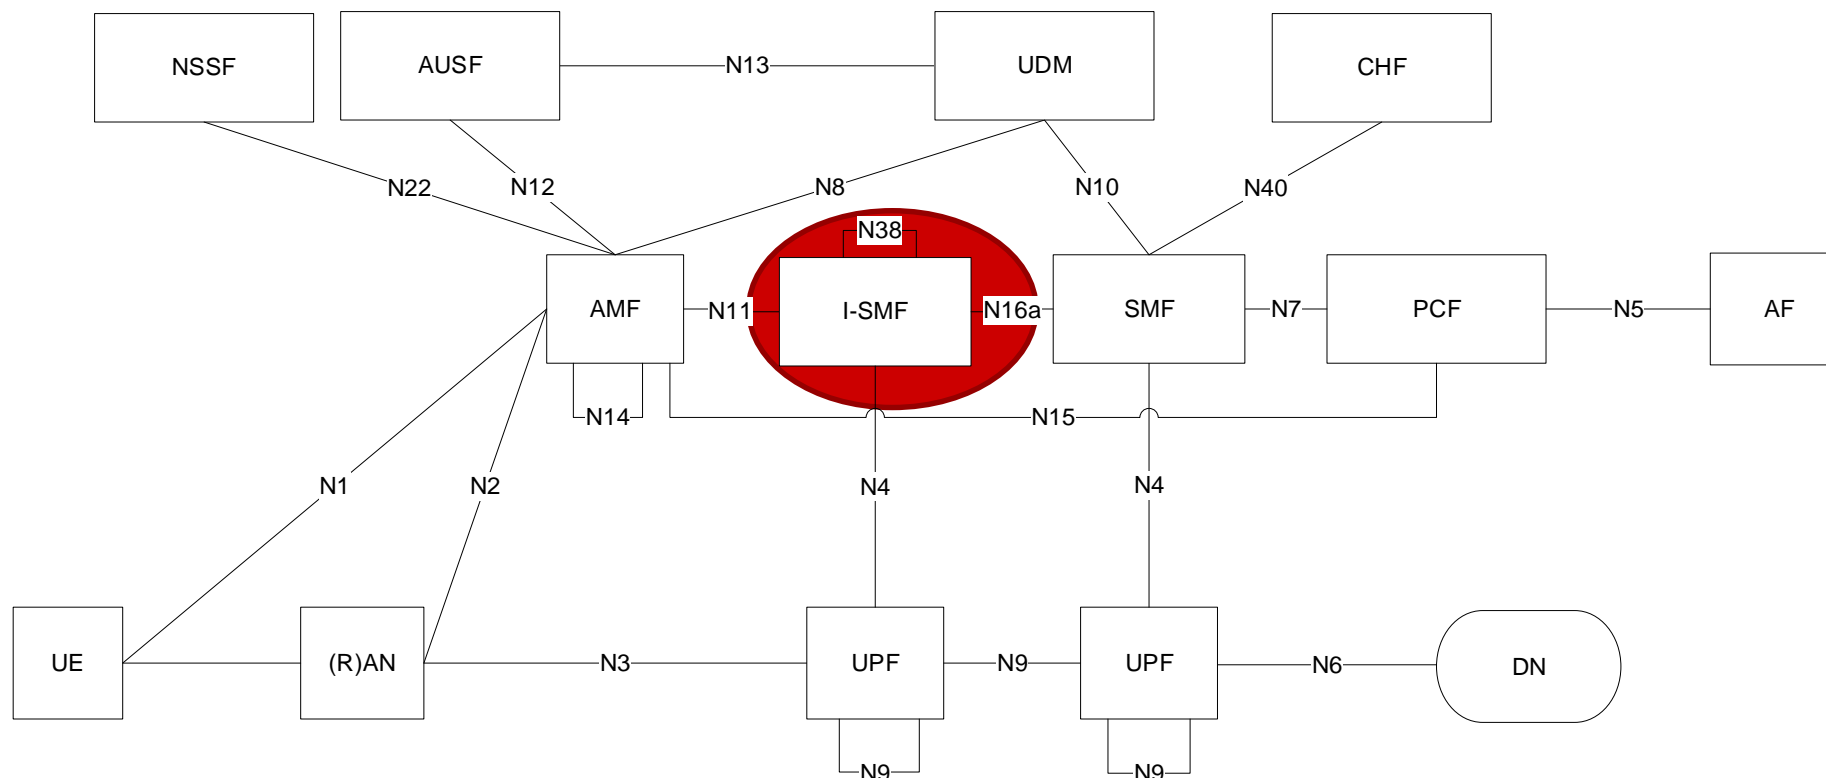 NSSF
AUSF
N13
UDM
CHF
N22
N12
N8
N10
N40
N38
AMF
N11
I-SMF
N16a
SMF
N7
PCF
N5
AF
N14
N15
N1
N2
N4
N4
UE
(R)AN
N3
UPF
N9
UPF
N6
DN
N9
N9